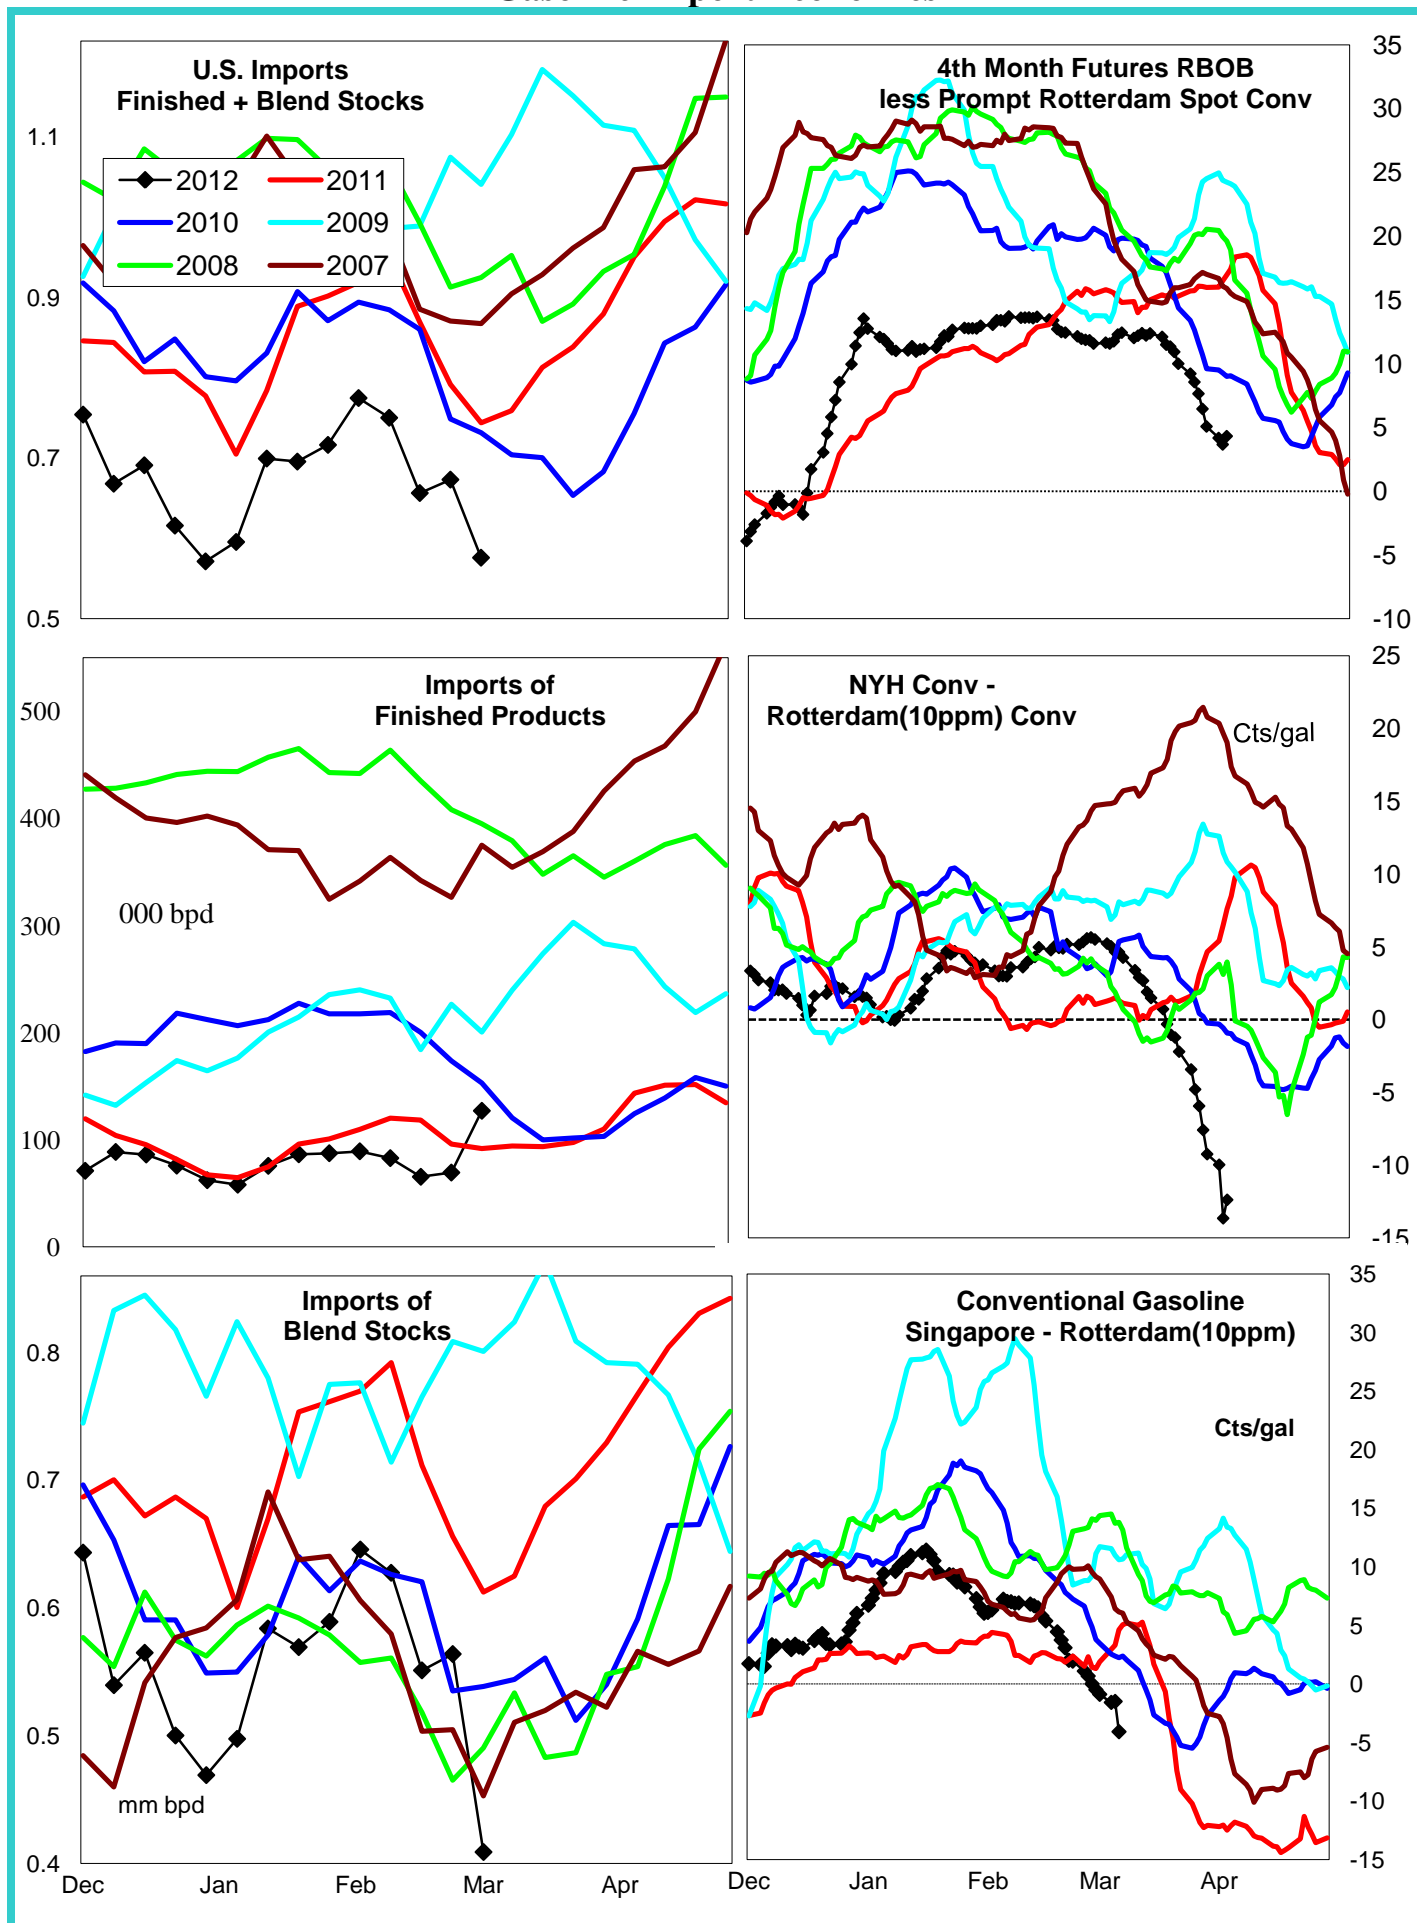 U.S. Imports
Finished + Blend Stocks
1.1
0.9
0.7
0.5
2012
2011
2010
2009
2008
2007
4th Month Futures RBOB
less Prompt Rotterdam Spot Conv
35
30
25
20
15
10
5
0
-5
-10
Imports of
Finished Products
500
400
300
200
100
0
000 bpd
NYH Conv -
Rotterdam(10ppm) Conv
Cts/gal
25
20
15
10
5
0
-5
-10
-15
Imports of
Blend Stocks
0.8
0.7
0.6
0.5
0.4
mm bpd
Dec
Jan
Feb
Mar
Apr
Conventional Gasoline
Singapore - Rotterdam(10ppm)
Cts/gal
35
30
25
20
15
10
5
0
-5
-10
-15
Dec
Jan
Feb
Mar
Apr